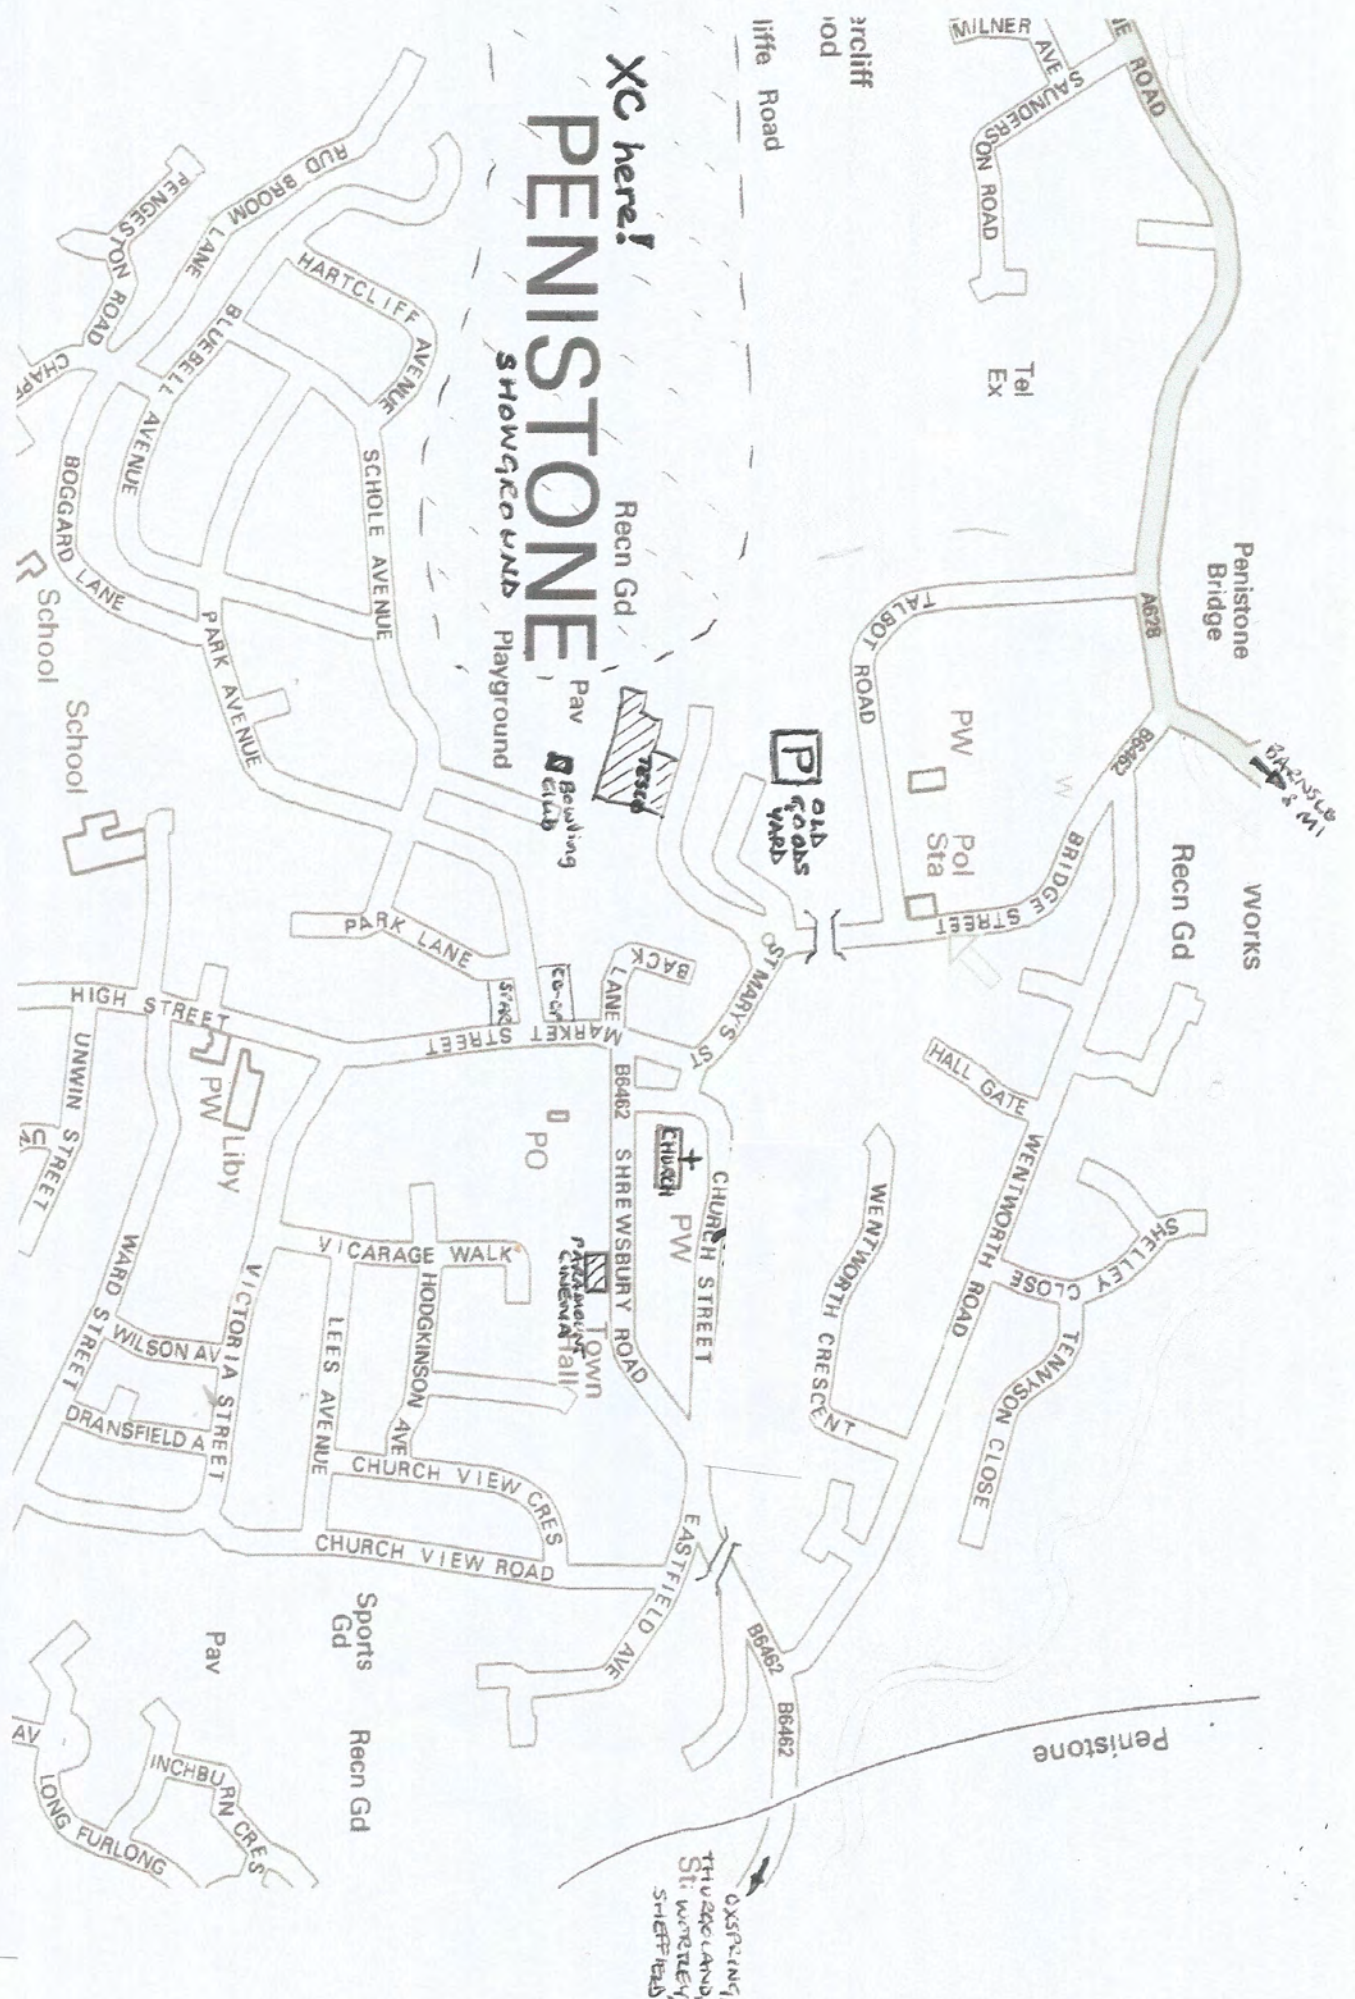 XC here!
PENISTONE
SHOWGROUND
Recn Gd
Playground
Pav
Bowling
Club
TESCO
P
OLD
GOODS
YARD
ercliff
od
liffe Road
MILNER AVE
SAUNDERSON ROAD
ROAD
Tel
Ex
Penistone
Bridge
A628
B6462
BARNSLEY
& M1
Works
Recn Gd
TALBOT ROAD
PW
Pol
Sta
BRIDGE STREET
RUD BROOM LANE
PENGESTON ROAD
HARTCLIFF AVENUE
BLUEBELL AVENUE
CHAP
BOGGARD LANE
SCHOLE AVENUE
PARK AVENUE
School
School
PARK LANE
SPAR
CO-OP
BACK LANE
ST MARY'S ST
MARKET STREET
HIGH STREET
UNWIN STREET
PW
Liby
PO
B6462 SHREWSBURY ROAD
CHURCH
PW
CHURCH STREET
PARAMOUNT
CINEMA
Town
Hall
HALL GATE
WENTWORTH ROAD
WENTWORTH CRESCENT
SHELLEY CLOSE
TENNYSON CLOSE
VICARAGE WALK
HODGKINSON AVE
LEES AVENUE
VICTORIA STREET
WARD STREET
WILSON AV
DRANSFIELD A
CHURCH VIEW CRES
CHURCH VIEW ROAD
EASTFIELD AVE
B6462
B6462
Sports
Gd
Pav
Recn Gd
AV
LONG FURLONG
INCHBURN CRES
Penistone
OXSPRING,
THURGOLAND,
WORTLEY,
SHEFFIELD